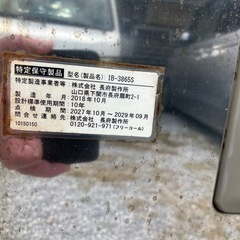 特定保守製品 型名(製品名): IB-3865S
特定製造事業者等 株式会社 長府製作所
山口県下関市長府扇町2-1
製造年月 2018年10月
設計標準使用期間 10年
点検期間 2027年10月 ～ 2029年09月
問合せ連絡先 株式会社 長府製作所
0120-921-971 (フリーコール)
10150150